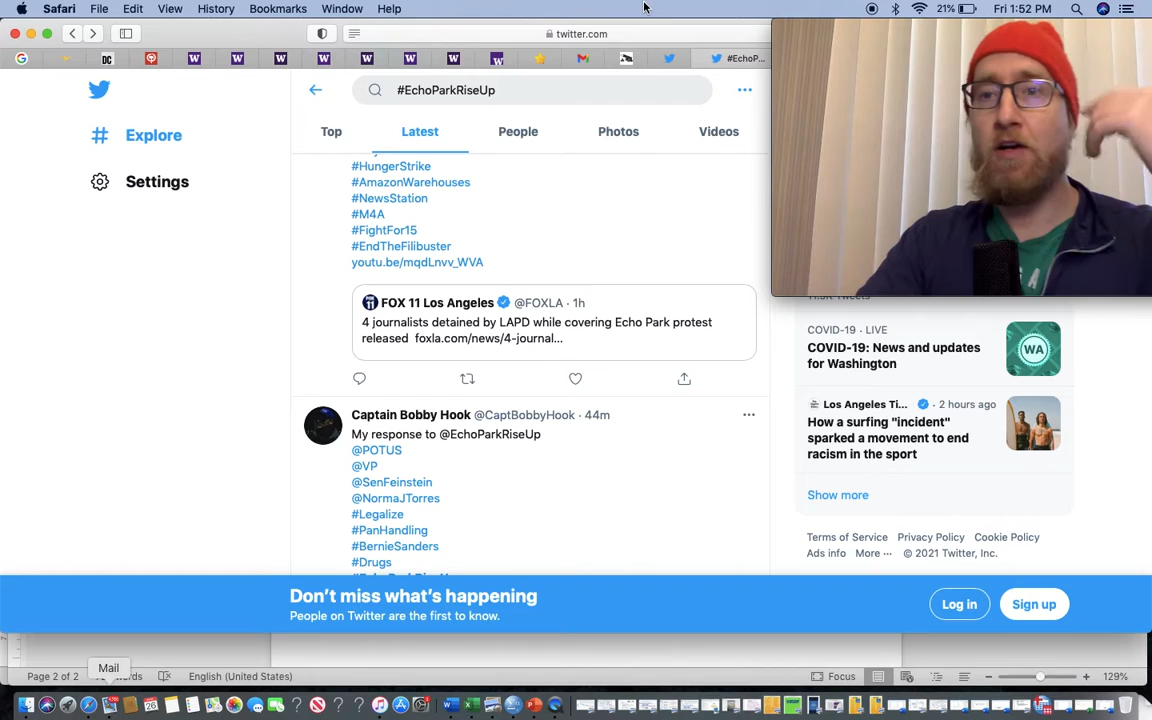 Safari File Edit View History Bookmarks Window Help
21% Fri 1:52 PM
twitter.com
DC
#EchoP...
#EchoParkRiseUp
Explore
Settings
Top Latest People Photos Videos
#HungerStrike
#AmazonWarehouses
#NewsStation
#M4A
#FightFor15
#EndTheFilibuster
youtu.be/mqdLnvv_WVA
FOX 11 Los Angeles @FOXLA · 1h
4 journalists detained by LAPD while covering Echo Park protest
released foxla.com/news/4-journal...
Captain Bobby Hook @CaptBobbyHook · 44m
My response to @EchoParkRiseUp
@POTUS
@VP
@SenFeinstein
@NormaJTorres
#Legalize
#PanHandling
#BernieSanders
#Drugs
COVID-19 · LIVE
COVID-19: News and updates
for Washington
WA
Los Angeles Ti... · 2 hours ago
How a surfing "incident"
sparked a movement to end
racism in the sport
Show more
Terms of Service Privacy Policy Cookie Policy
Ads info More ··· © 2021 Twitter, Inc.
Don't miss what's happening
People on Twitter are the first to know.
Log in
Sign up
Mail
Page 2 of 2
English (United States)
Focus
129%